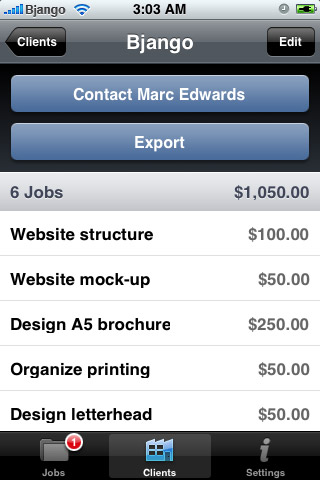 Bjango 3:03 AM
Clients Bjango Edit
Contact Marc Edwards
Export
6 Jobs $1,050.00
Website structure $100.00
Website mock-up $50.00
Design A5 brochure $250.00
Organize printing $50.00
Design letterhead $50.00
1
Jobs Clients Settings